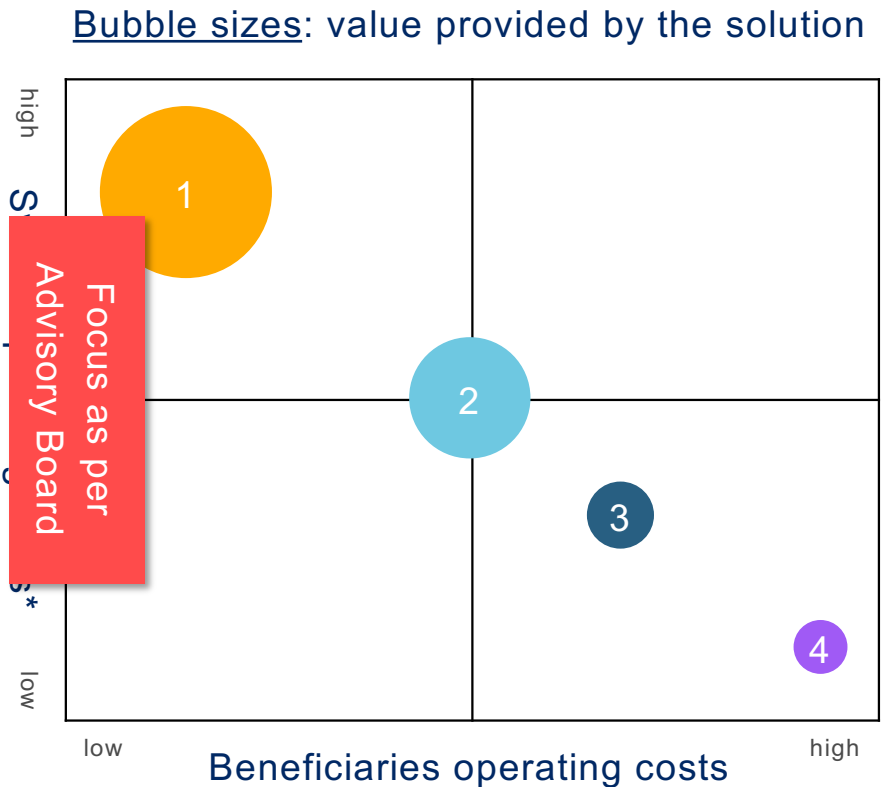 Bubble sizes: value provided by the solution
high
1
Focus as per
Advisory Board
2
3
4
low
low
high
Beneficiaries operating costs